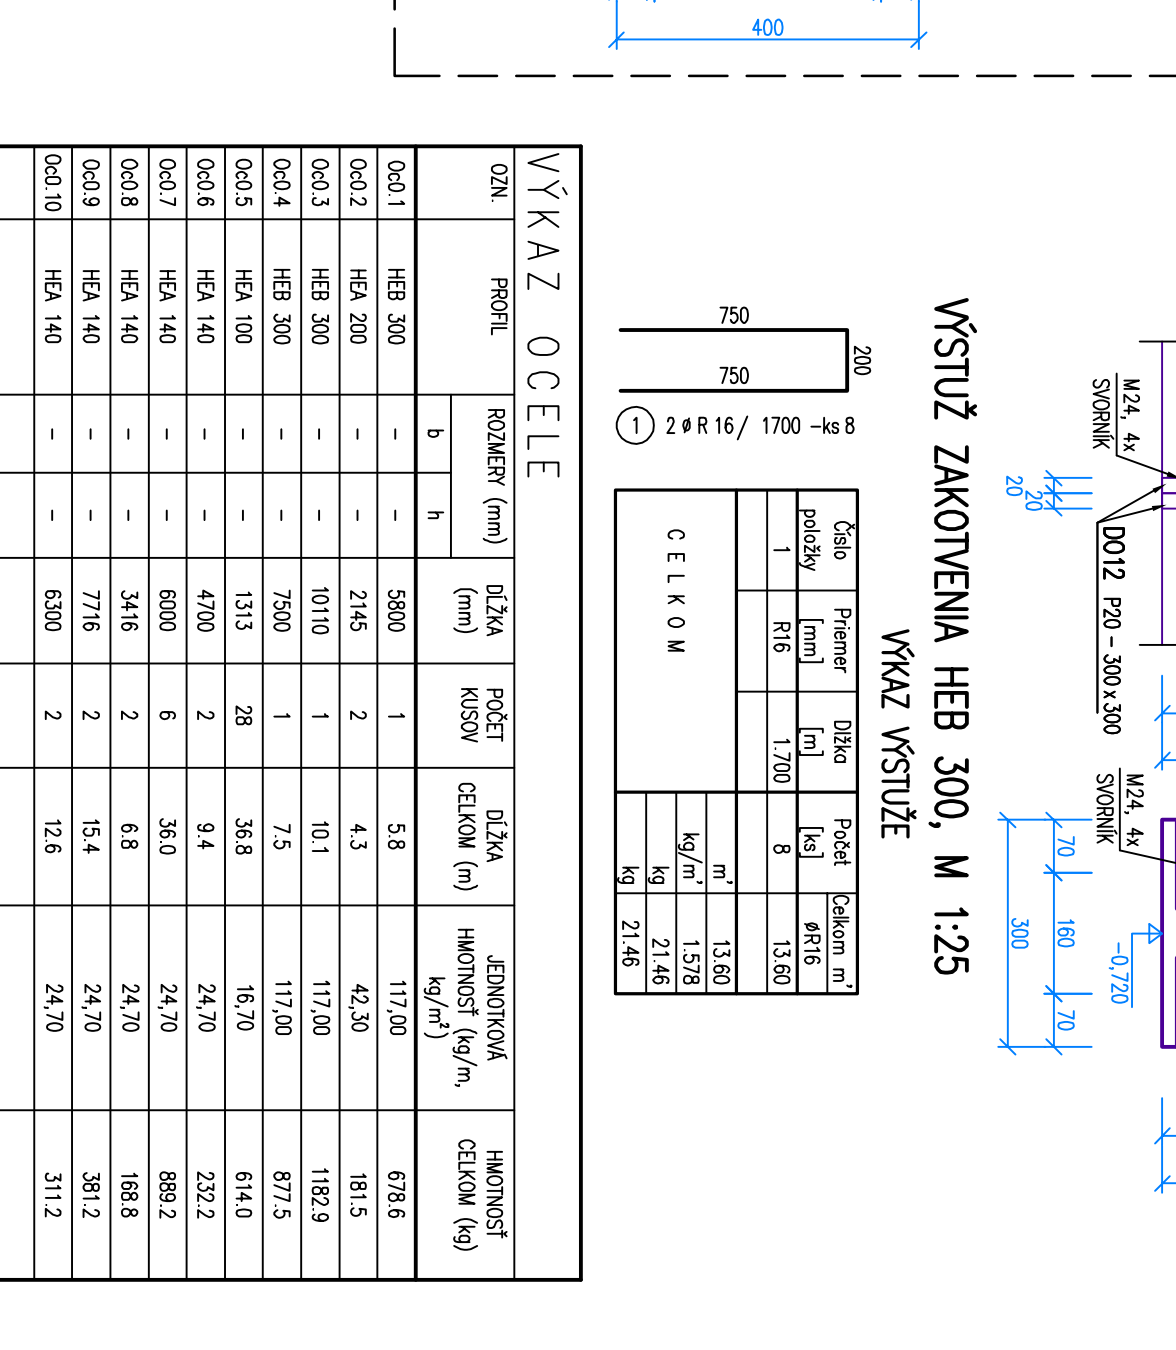 400
M24, 4x
SVORNÍK
20
20
DO12 P20 - 300x300
M24, 4x
SVORNÍK
70
160
70
300
-0,720
VÝSTUŽ ZAKOTVENIA HEB 300, M 1:25
VÝKAZ VÝSTUŽE
750
200
750
1 2 ø R 16/ 1700 -ks 8
Číslo položky Priemer [mm] Dlžka [m] Počet [ks] Celkom m' øR16
1 R16 1.700 8 13.60
CELKOM m' 13.60
kg/m' 1.578
kg 21.46
kg 21.46
VÝKAZ OCELE
OZN. PROFIL ROZMERY (mm) DĹŽKA (mm) POČET KUSOV DĹŽKA CELKOM (m) JEDNOTKOVÁ HMOTNOSŤ (kg/m, kg/m²) HMOTNOSŤ CELKOM (kg)
b h
Oc0.1 HEB 300 - - 5800 1 5.8 117,00 678.6
Oc0.2 HEA 200 - - 2145 2 4.3 42,30 181.5
Oc0.3 HEB 300 - - 10110 1 10.1 117,00 1182.9
Oc0.4 HEB 300 - - 7500 1 7.5 117,00 877.5
Oc0.5 HEA 100 - - 1313 28 36.8 16,70 614.0
Oc0.6 HEA 140 - - 4700 2 9.4 24,70 232.2
Oc0.7 HEA 140 - - 6000 6 36.0 24,70 889.2
Oc0.8 HEA 140 - - 3416 2 6.8 24,70 168.8
Oc0.9 HEA 140 - - 7716 2 15.4 24,70 381.2
Oc0.10 HEA 140 - - 6300 2 12.6 24,70 311.2